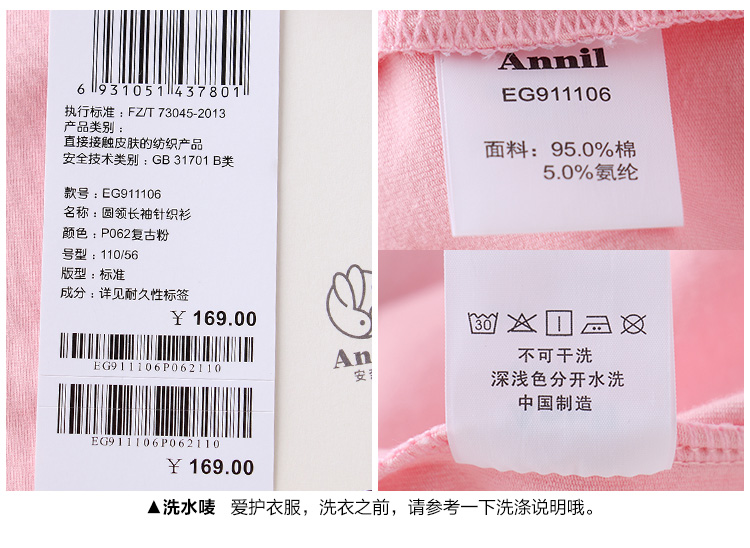 6 931051 437801
执行标准：FZ/T 73045-2013
产品类别：
直接接触皮肤的纺织产品
安全技术类别：GB 31701 B类
款号：EG911106
名称：圆领长袖针织衫
颜色：P062复古粉
号型：110/56
版型：标准
成分：详见耐久性标签
￥ 169.00
EG911106P062110
EG911106P062110
￥ 169.00
An
安
Annil
EG911106
面料：95.0%棉
5.0%氨纶
30
不可干洗
深浅色分开水洗
中国制造
▲洗水唛 爱护衣服，洗衣之前，请参考一下洗涤说明哦。